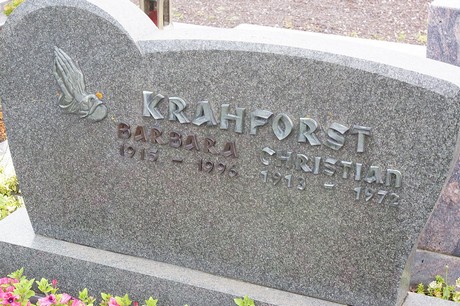 KRAHFORST
BARBARA CHRISTIAN
1915 - 1996 1913 - 1972